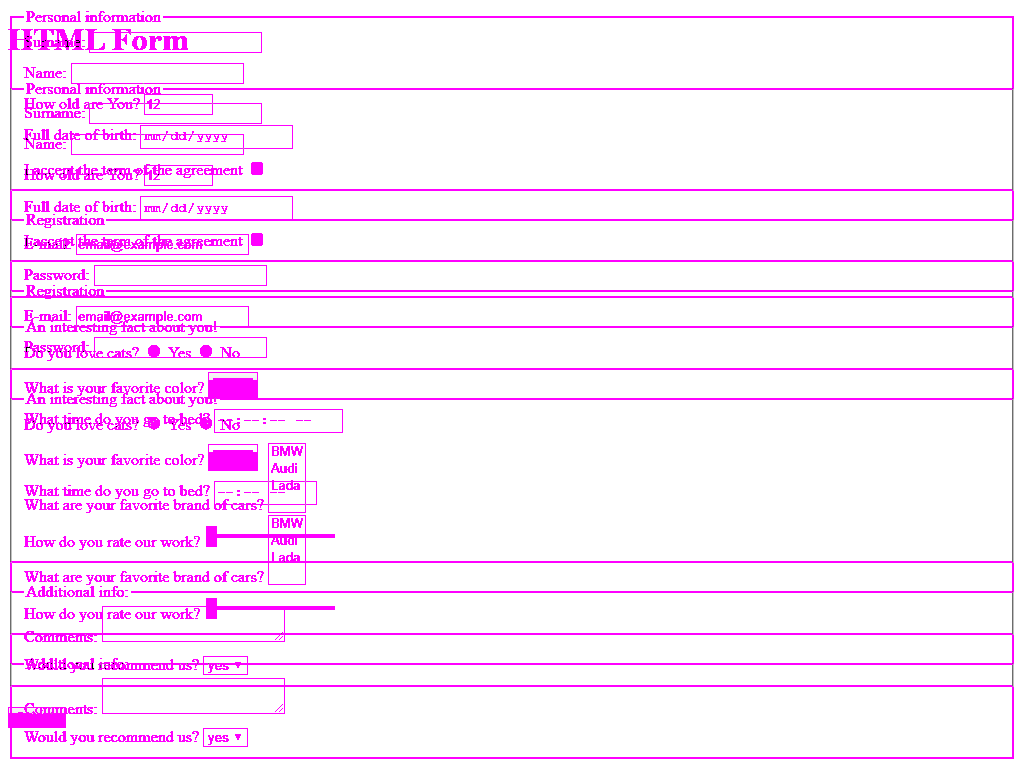 Personal information
HTML Form
Surname:
Name:
Personal information
How old are You? 12
Surname:
Full date of birth: mm/dd/yyyy
Name:
I accept the term of the agreement
How old are You? 12
Full date of birth: mm/dd/yyyy
Registration
I accept the term of the agreement
E-mail: email@example.com
Password:
Registration
E-mail: email@example.com
An interesting fact about you!
Password:
Do you love cats? Yes No
What is your favorite color?
An interesting fact about you!
What time do you go to bed? --:--:-- --
Do you love cats? Yes No
BMW
What is your favorite color?
Audi
Lada
What time do you go to bed? --:-- --
What are your favorite brand of cars?
BMW
Audi
How do you rate our work?
Lada
What are your favorite brand of cars?
Additional info:
How do you rate our work?
Comments:
Additional info:
Would you recommend us? yes
Comments:
Would you recommend us? yes